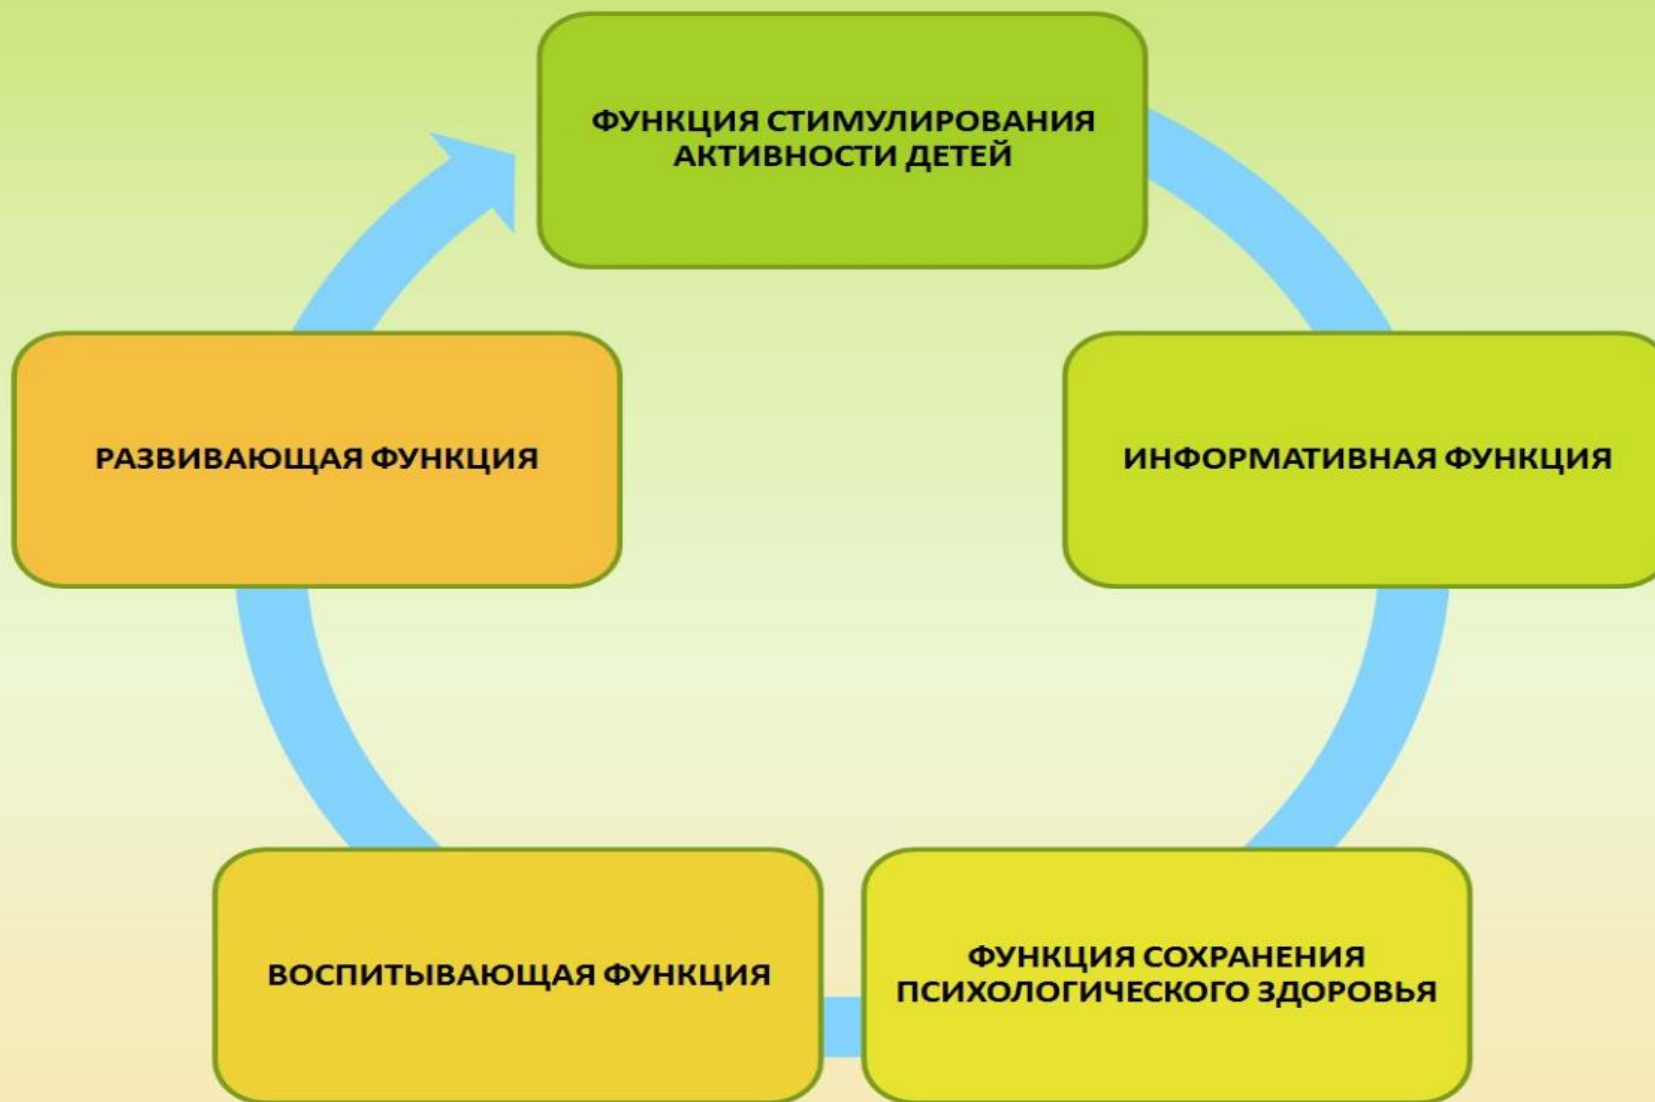 ФУНКЦИЯ СТИМУЛИРОВАНИЯ
АКТИВНОСТИ ДЕТЕЙ
РАЗВИВАЮЩАЯ ФУНКЦИЯ
ИНФОРМАТИВНАЯ ФУНКЦИЯ
ВОСПИТЫВАЮЩАЯ ФУНКЦИЯ
ФУНКЦИЯ СОХРАНЕНИЯ
ПСИХОЛОГИЧЕСКОГО ЗДОРОВЬЯ